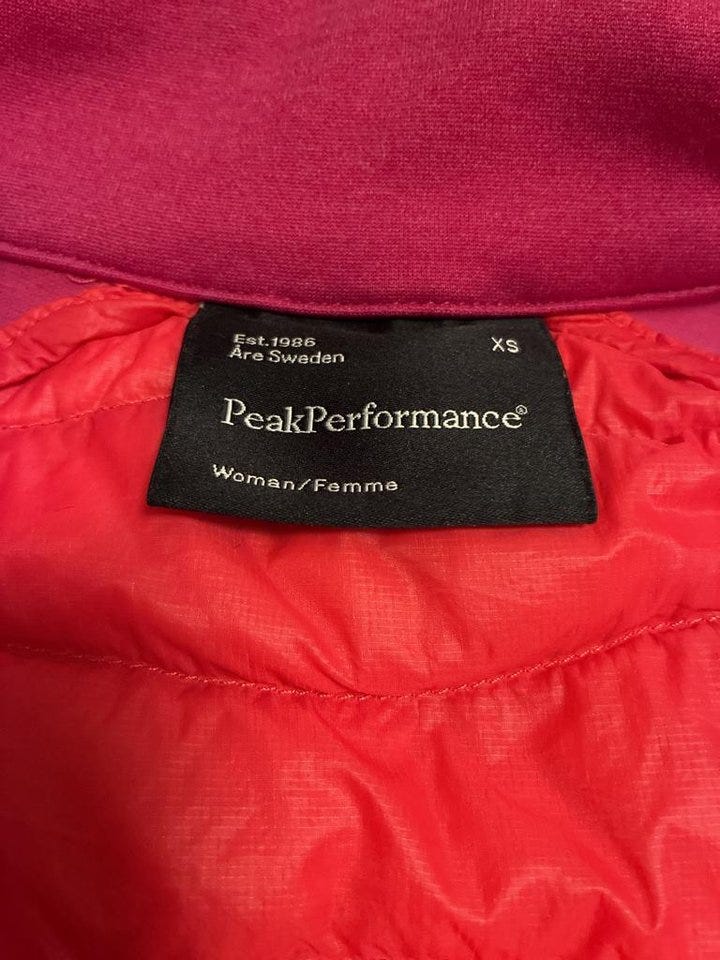 Est.1986
Åre Sweden
XS
PeakPerformance®
Woman/Femme